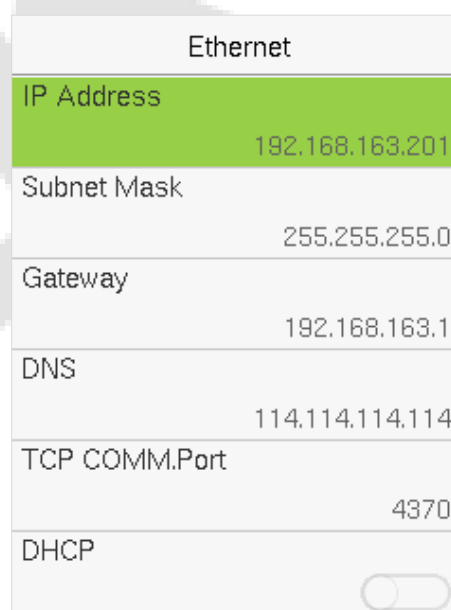 Ethernet
IP Address
192.168.163.201
Subnet Mask
255.255.255.0
Gateway
192.168.163.1
DNS
114.114.114.114
TCP COMM.Port
4370
DHCP